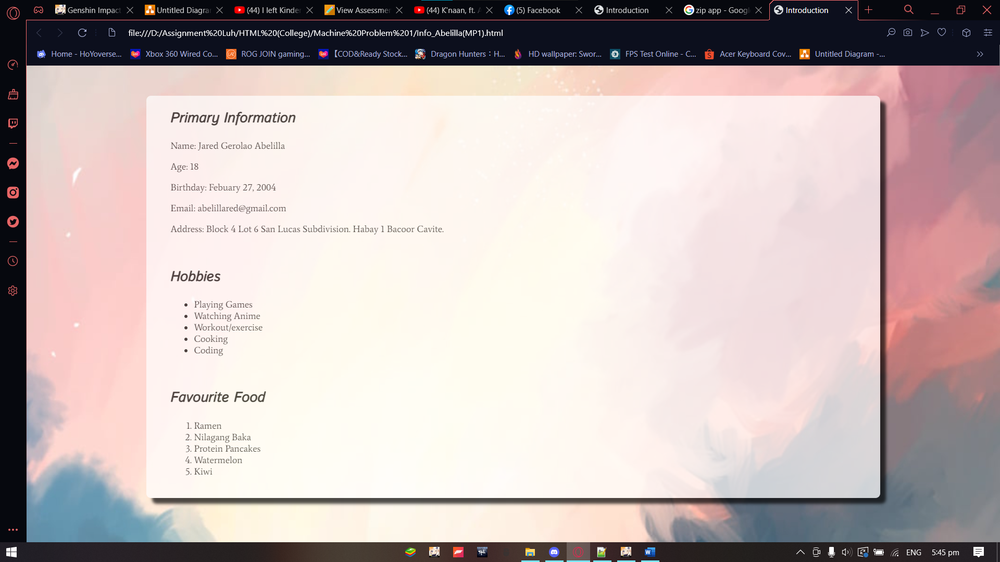 Genshin Impact
Untitled Diagram
(44) I left Kinder
View Assessmen
(44) K'naan, ft. A
(5) Facebook
Introduction
zip app - Googl
Introduction
file:///D:/Assignment%20Luh/HTML%20(College)/Machine%20Problem%201/Info_Abelilla(MP1).html
Home - HoYoverse...
Xbox 360 Wired Co...
ROG JOIN gaming...
【COD&Ready Stock...
Dragon Hunters：H...
HD wallpaper: Swor...
FPS Test Online - C...
Acer Keyboard Cov...
Untitled Diagram -...
Primary Information
Name: Jared Gerolao Abelilla
Age: 18
Birthday: Febuary 27, 2004
Email: abelillared@gmail.com
Address: Block 4 Lot 6 San Lucas Subdivision. Habay 1 Bacoor Cavite.
Hobbies
• Playing Games
• Watching Anime
• Workout/exercise
• Cooking
• Coding
Favourite Food
1. Ramen
2. Nilagang Baka
3. Protein Pancakes
4. Watermelon
5. Kiwi
ENG
5:45 pm